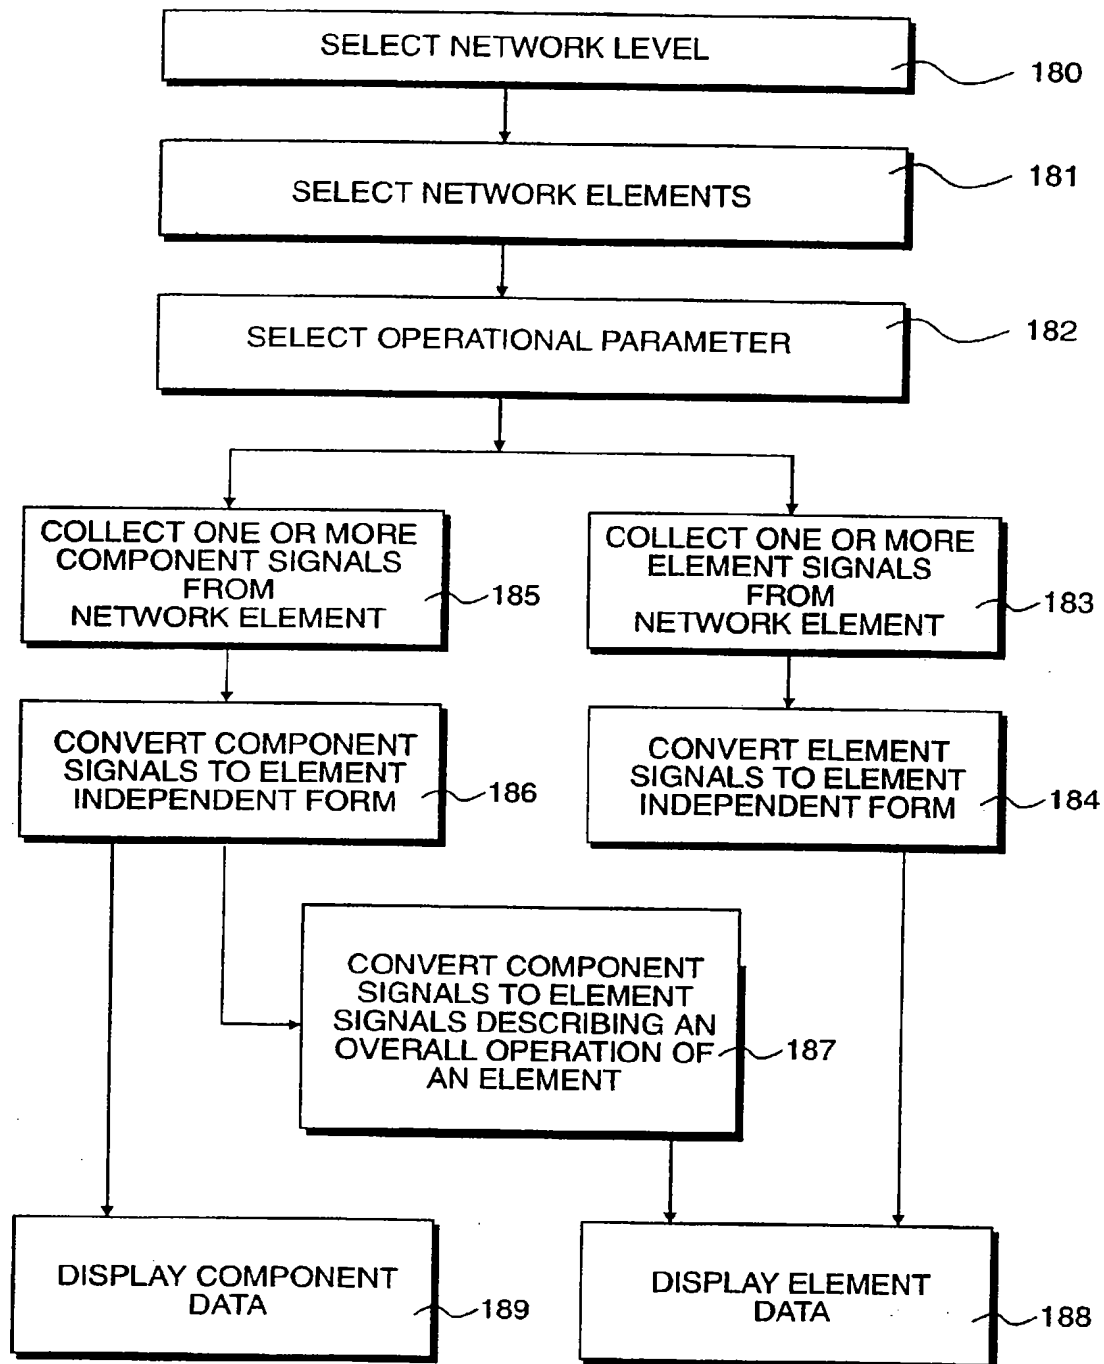 SELECT NETWORK LEVEL
180
SELECT NETWORK ELEMENTS
181
SELECT OPERATIONAL PARAMETER
182
COLLECT ONE OR MORE
COMPONENT SIGNALS
FROM
NETWORK ELEMENT
185
COLLECT ONE OR MORE
ELEMENT SIGNALS
FROM
NETWORK ELEMENT
183
CONVERT COMPONENT
SIGNALS TO ELEMENT
INDEPENDENT FORM
186
CONVERT ELEMENT
SIGNALS TO ELEMENT
INDEPENDENT FORM
184
CONVERT COMPONENT
SIGNALS TO ELEMENT
SIGNALS DESCRIBING AN
OVERALL OPERATION OF
AN ELEMENT
187
DISPLAY COMPONENT
DATA
189
DISPLAY ELEMENT
DATA
188